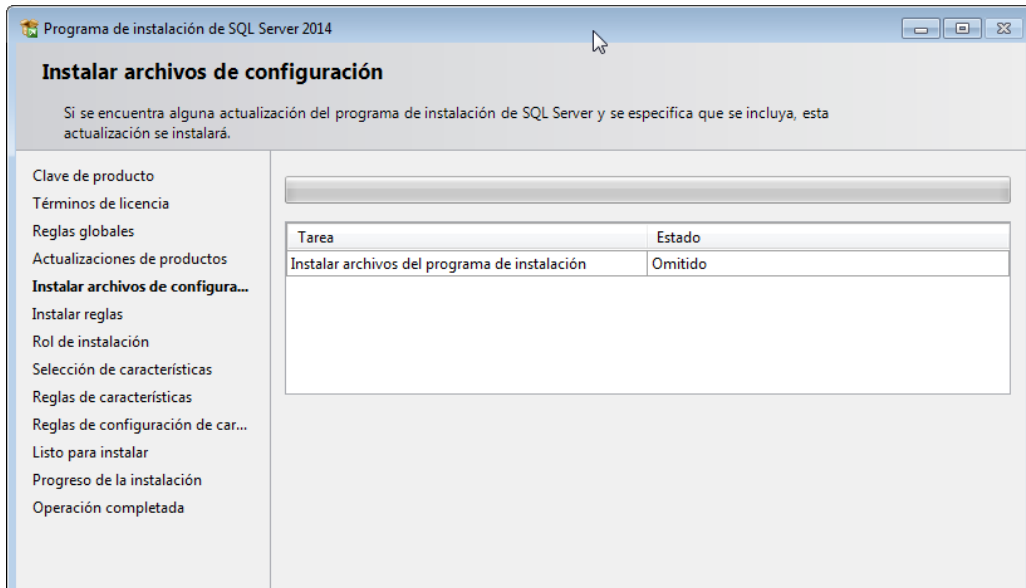 Programa de instalación de SQL Server 2014
Instalar archivos de configuración
Si se encuentra alguna actualización del programa de instalación de SQL Server y se especifica que se incluya, esta
actualización se instalará.
Clave de producto
Términos de licencia
Reglas globales
Actualizaciones de productos
Instalar archivos de configura...
Instalar reglas
Rol de instalación
Selección de características
Reglas de características
Reglas de configuración de car...
Listo para instalar
Progreso de la instalación
Operación completada
Tarea Estado
Instalar archivos del programa de instalación Omitido